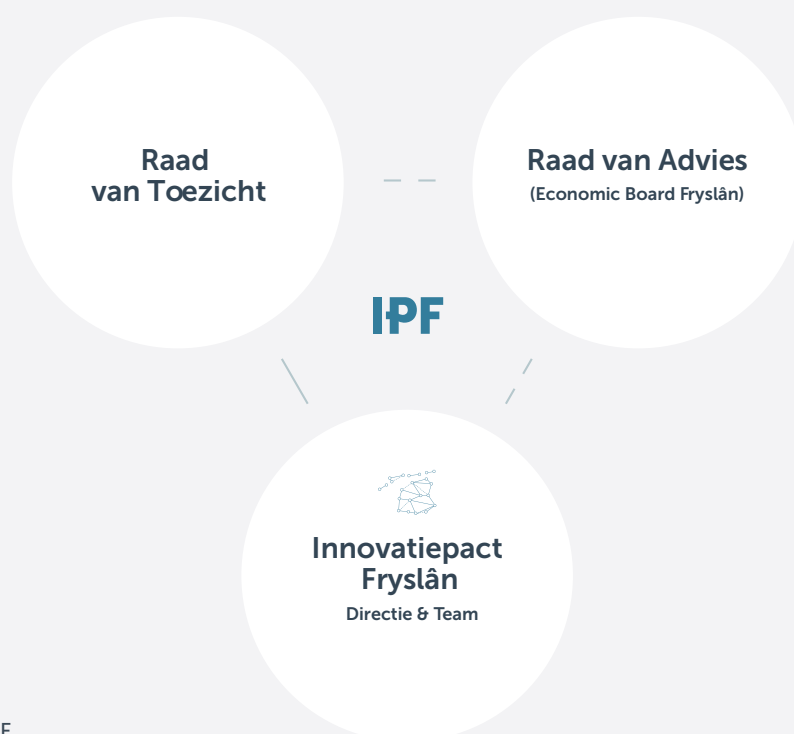 Raad
van Toezicht
Raad van Advies
(Economic Board Fryslân)
IPF
Innovatiepact
Fryslân
Directie & Team
F